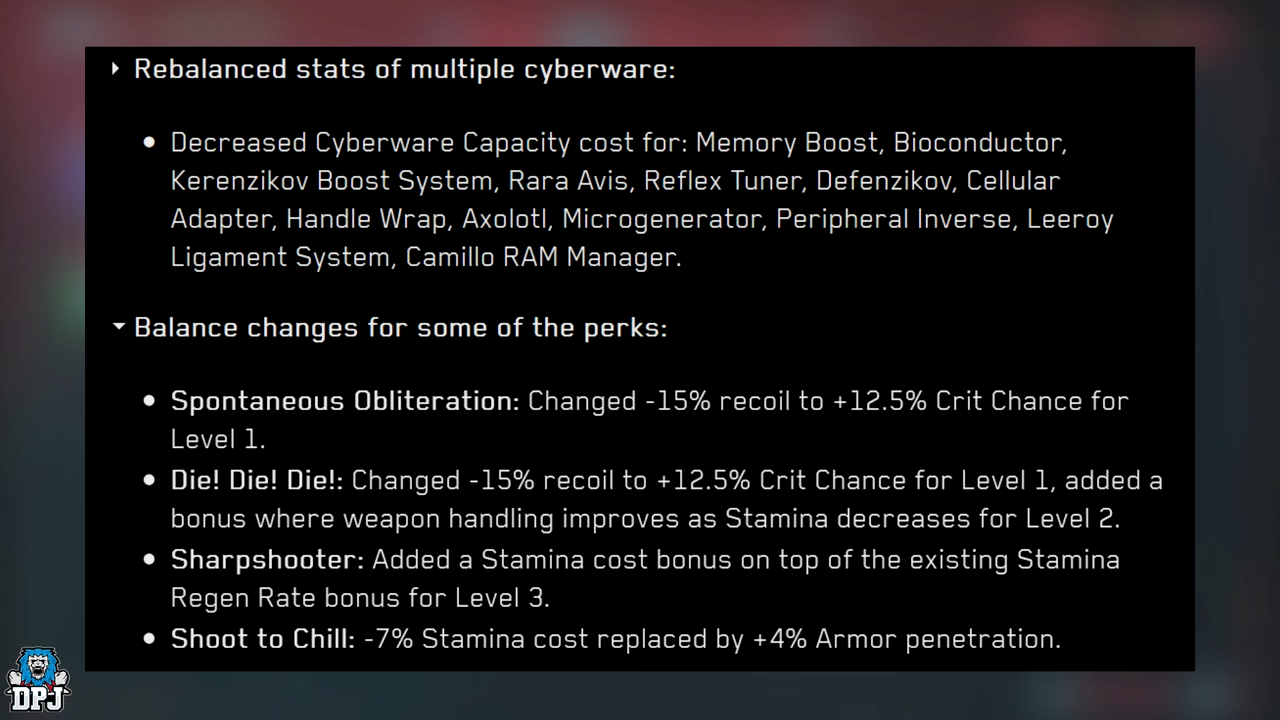 Rebalanced stats of multiple cyberware:
Decreased Cyberware Capacity cost for: Memory Boost, Bioconductor,
Kerenzikov Boost System, Rara Avis, Reflex Tuner, Defenzikov, Cellular
Adapter, Handle Wrap, Axolotl, Microgenerator, Peripheral Inverse, Leeroy
Ligament System, Camillo RAM Manager.
Balance changes for some of the perks:
Spontaneous Obliteration: Changed -15% recoil to +12.5% Crit Chance for
Level 1.
Die! Die! Die!: Changed -15% recoil to +12.5% Crit Chance for Level 1, added a
bonus where weapon handling improves as Stamina decreases for Level 2.
Sharpshooter: Added a Stamina cost bonus on top of the existing Stamina
Regen Rate bonus for Level 3.
Shoot to Chill: -7% Stamina cost replaced by +4% Armor penetration.
DPJ